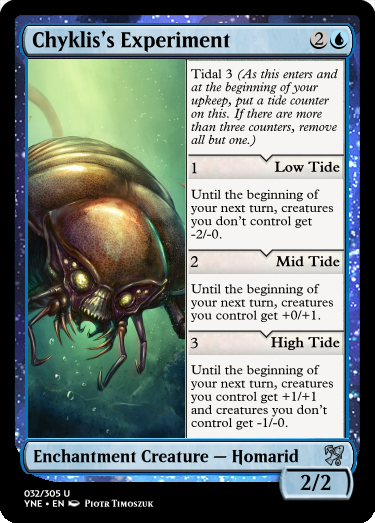 Chyklis's Experiment 2
Tidal 3 (As this enters and
at the beginning of your
upkeep, put a tide counter
on this. If there are more
than three counters, remove
all but one.)
1 Low Tide
Until the beginning of
your next turn, creatures
you don't control get
-2/-0.
2 Mid Tide
Until the beginning of
your next turn, creatures
you control get +0/+1.
3 High Tide
Until the beginning of
your next turn, creatures
you control get +1/+1
and creatures you don't
control get -1/-0.
Enchantment Creature — Homarid
2/2
032/305 U
YNE • EN Piotr Timoszuk